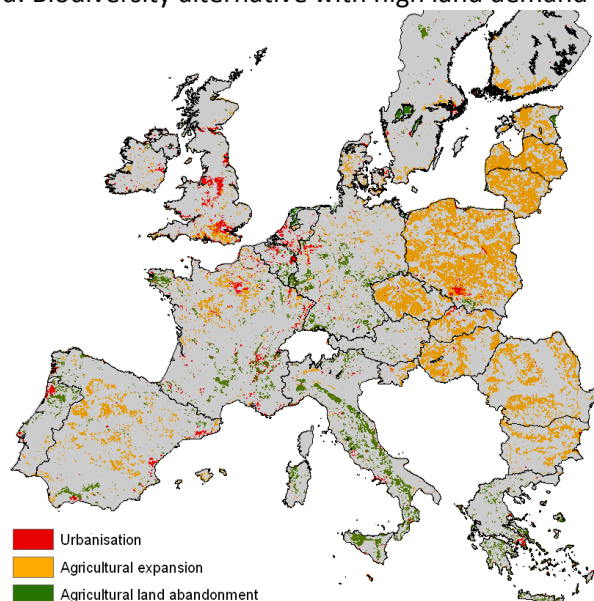 d. Biodiversity alternative with high land demand
Urbanisation
Agricultural expansion
Agricultural land abandonment